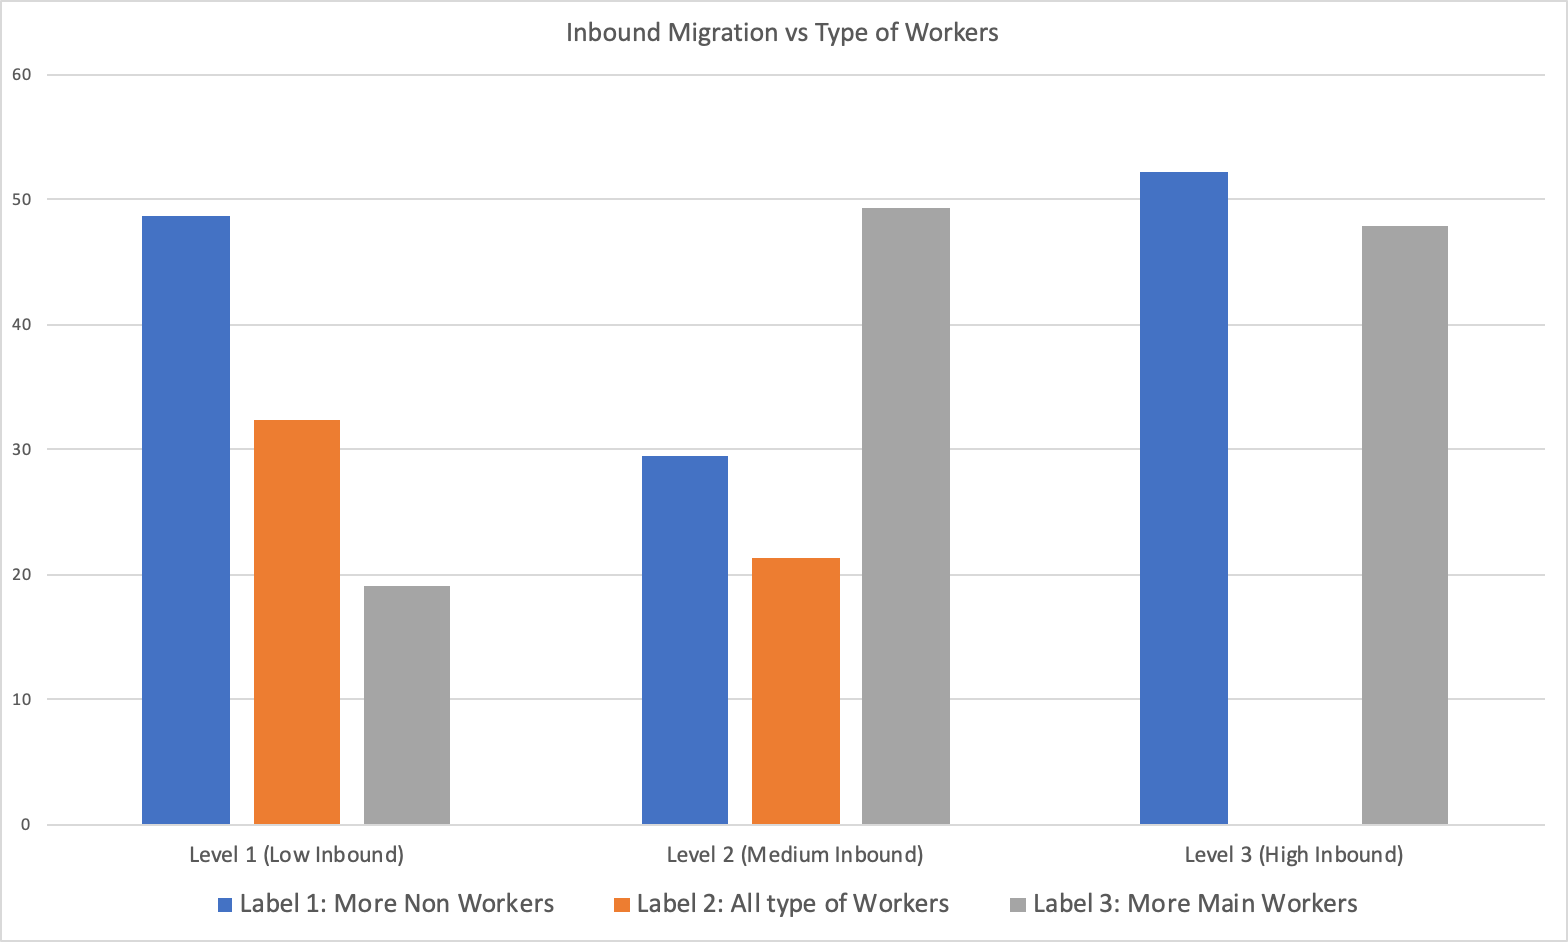 Inbound Migration vs Type of Workers
60
50
40
30
20
10
0
Level 1 (Low Inbound) Level 2 (Medium Inbound) Level 3 (High Inbound)
Label 1: More Non Workers Label 2: All type of Workers Label 3: More Main Workers